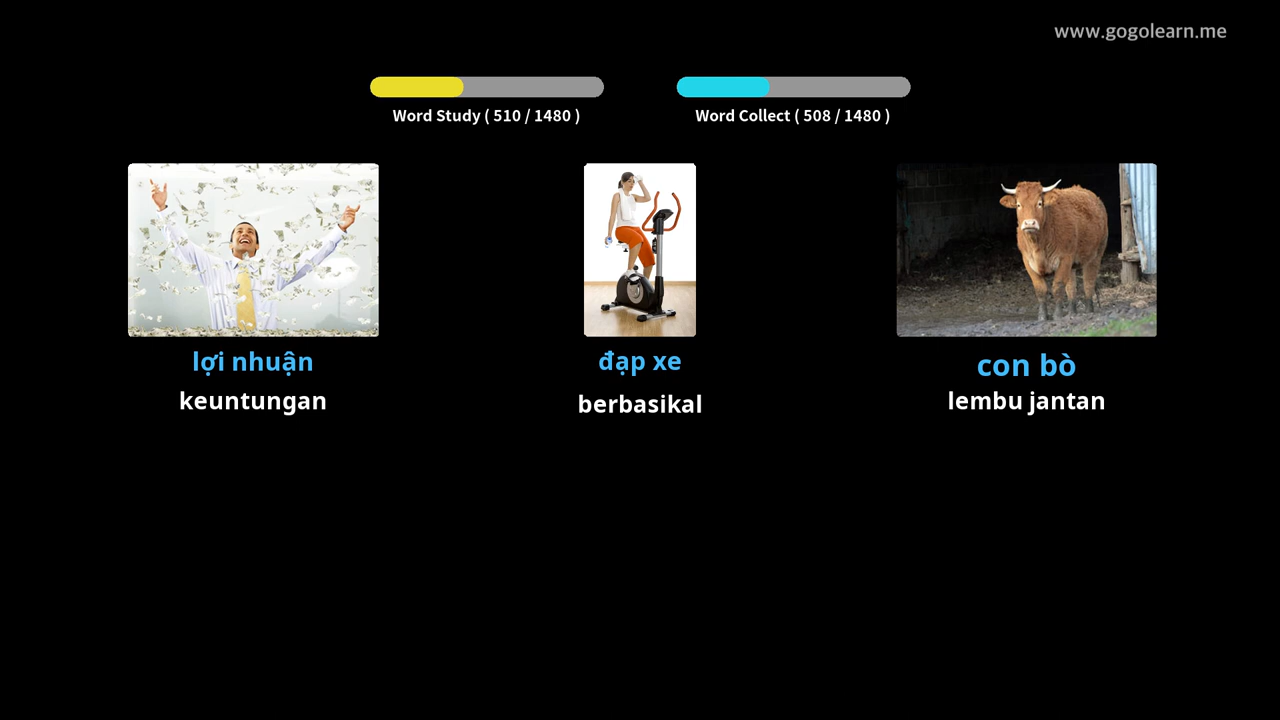 www.gogolearn.me
Word Study ( 510 / 1480 )
Word Collect ( 508 / 1480 )
lợi nhuận
keuntungan
đạp xe
berbasikal
con bò
lembu jantan